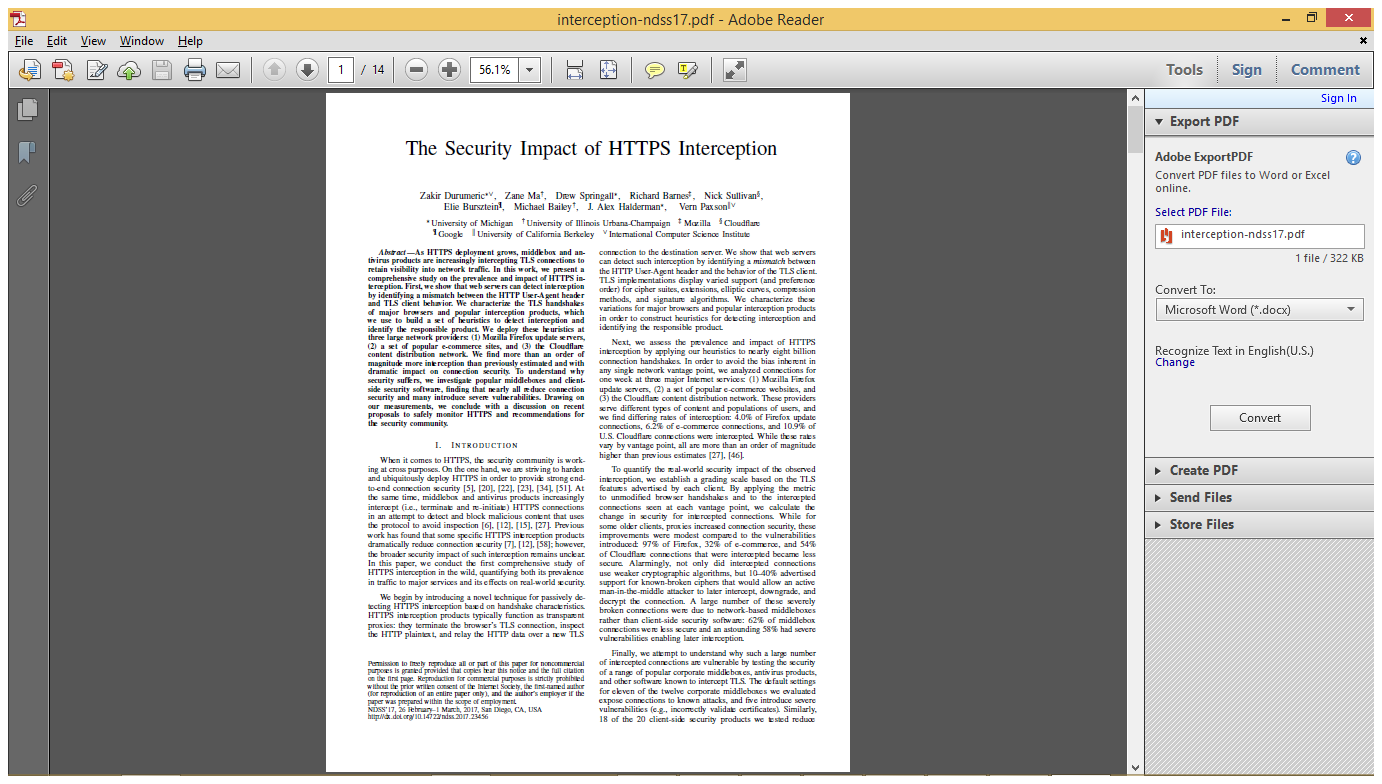 interception-ndss17.pdf - Adobe Reader
File Edit View Window Help
1 / 14
56.1%
Tools
Sign
Comment
The Security Impact of HTTPS Interception
Zakir Durumeric*∨, Zane Ma†, Drew Springall*, Richard Barnes‡, Nick Sullivan§,
Elie Bursztein¶, Michael Bailey†, J. Alex Halderman*, Vern Paxson‖∨
*University of Michigan †University of Illinois Urbana-Champaign ‡ Mozilla § Cloudflare
¶Google ‖ University of California Berkeley ∨ International Computer Science Institute
Abstract—As HTTPS deployment grows, middlebox and an-
tivirus products are increasingly intercepting TLS connections to
retain visibility into network traffic. In this work, we present a
comprehensive study on the prevalence and impact of HTTPS in-
terception. First, we show that web servers can detect interception
by identifying a mismatch between the HTTP User-Agent header
and TLS client behavior. We characterize the TLS handshakes
of major browsers and popular interception products, which
we use to build a set of heuristics to detect interception and
identify the responsible product. We deploy these heuristics at
three large network providers: (1) Mozilla Firefox update servers,
(2) a set of popular e-commerce sites, and (3) the Cloudflare
content distribution network. We find more than an order of
magnitude more interception than previously estimated and with
dramatic impact on connection security. To understand why
security suffers, we investigate popular middleboxes and client-
side security software, finding that nearly all reduce connection
security and many introduce severe vulnerabilities. Drawing on
our measurements, we conclude with a discussion on recent
proposals to safely monitor HTTPS and recommendations for
the security community.
I. INTRODUCTION
When it comes to HTTPS, the security community is work-
ing at cross purposes. On the one hand, we are striving to harden
and ubiquitously deploy HTTPS in order to provide strong end-
to-end connection security [5], [20], [22], [23], [34], [51]. At
the same time, middlebox and antivirus products increasingly
intercept (i.e., terminate and re-initiate) HTTPS connections
in an attempt to detect and block malicious content that uses
the protocol to avoid inspection [6], [12], [15], [27]. Previous
work has found that some specific HTTPS interception products
dramatically reduce connection security [7], [12], [58]; however,
the broader security impact of such interception remains unclear.
In this paper, we conduct the first comprehensive study of
HTTPS interception in the wild, quantifying both its prevalence
in traffic to major services and its effects on real-world security.
We begin by introducing a novel technique for passively de-
tecting HTTPS interception based on handshake characteristics.
HTTPS interception products typically function as transparent
proxies: they terminate the browser's TLS connection, inspect
the HTTP plaintext, and relay the HTTP data over a new TLS
Permission to freely reproduce all or part of this paper for noncommercial
purposes is granted provided that copies bear this notice and the full citation
on the first page. Reproduction for commercial purposes is strictly prohibited
without the prior written consent of the Internet Society, the first-named author
(for reproduction of an entire paper only), and the author's employer if the
paper was prepared within the scope of employment.
NDSS'17, 26 February–1 March, 2017, San Diego, CA, USA
http://dx.doi.org/10.14722/ndss.2017.23456
connection to the destination server. We show that web servers
can detect such interception by identifying a mismatch between
the HTTP User-Agent header and the behavior of the TLS client.
TLS implementations display varied support (and preference
order) for cipher suites, extensions, elliptic curves, compression
methods, and signature algorithms. We characterize these
variations for major browsers and popular interception products
in order to construct heuristics for detecting interception and
identifying the responsible product.
Next, we assess the prevalence and impact of HTTPS
interception by applying our heuristics to nearly eight billion
connection handshakes. In order to avoid the bias inherent in
any single network vantage point, we analyzed connections for
one week at three major Internet services: (1) Mozilla Firefox
update servers, (2) a set of popular e-commerce websites, and
(3) the Cloudflare content distribution network. These providers
serve different types of content and populations of users, and
we find differing rates of interception: 4.0% of Firefox update
connections, 6.2% of e-commerce connections, and 10.9% of
U.S. Cloudflare connections were intercepted. While these rates
vary by vantage point, all are more than an order of magnitude
higher than previous estimates [27], [46].
To quantify the real-world security impact of the observed
interception, we establish a grading scale based on the TLS
features advertised by each client. By applying the metric
to unmodified browser handshakes and to the intercepted
connections seen at each vantage point, we calculate the
change in security for intercepted connections. While for
some older clients, proxies increased connection security, these
improvements were modest compared to the vulnerabilities
introduced: 97% of Firefox, 32% of e-commerce, and 54%
of Cloudflare connections that were intercepted became less
secure. Alarmingly, not only did intercepted connections
use weaker cryptographic algorithms, but 10–40% advertised
support for known-broken ciphers that would allow an active
man-in-the-middle attacker to later intercept, downgrade, and
decrypt the connection. A large number of these severely
broken connections were due to network-based middleboxes
rather than client-side security software: 62% of middlebox
connections were less secure and an astounding 58% had severe
vulnerabilities enabling later interception.
Finally, we attempt to understand why such a large number
of intercepted connections are vulnerable by testing the security
of a range of popular corporate middleboxes, antivirus products,
and other software known to intercept TLS. The default settings
for eleven of the twelve corporate middleboxes we evaluated
expose connections to known attacks, and five introduce severe
vulnerabilities (e.g., incorrectly validate certificates). Similarly,
18 of the 20 client-side security products we tested reduce
Sign In
Export PDF
Adobe ExportPDF
Convert PDF files to Word or Excel
online.
Select PDF File:
interception-ndss17.pdf
1 file / 322 KB
Convert To:
Microsoft Word (*.docx)
Recognize Text in English(U.S.)
Change
Convert
Create PDF
Send Files
Store Files